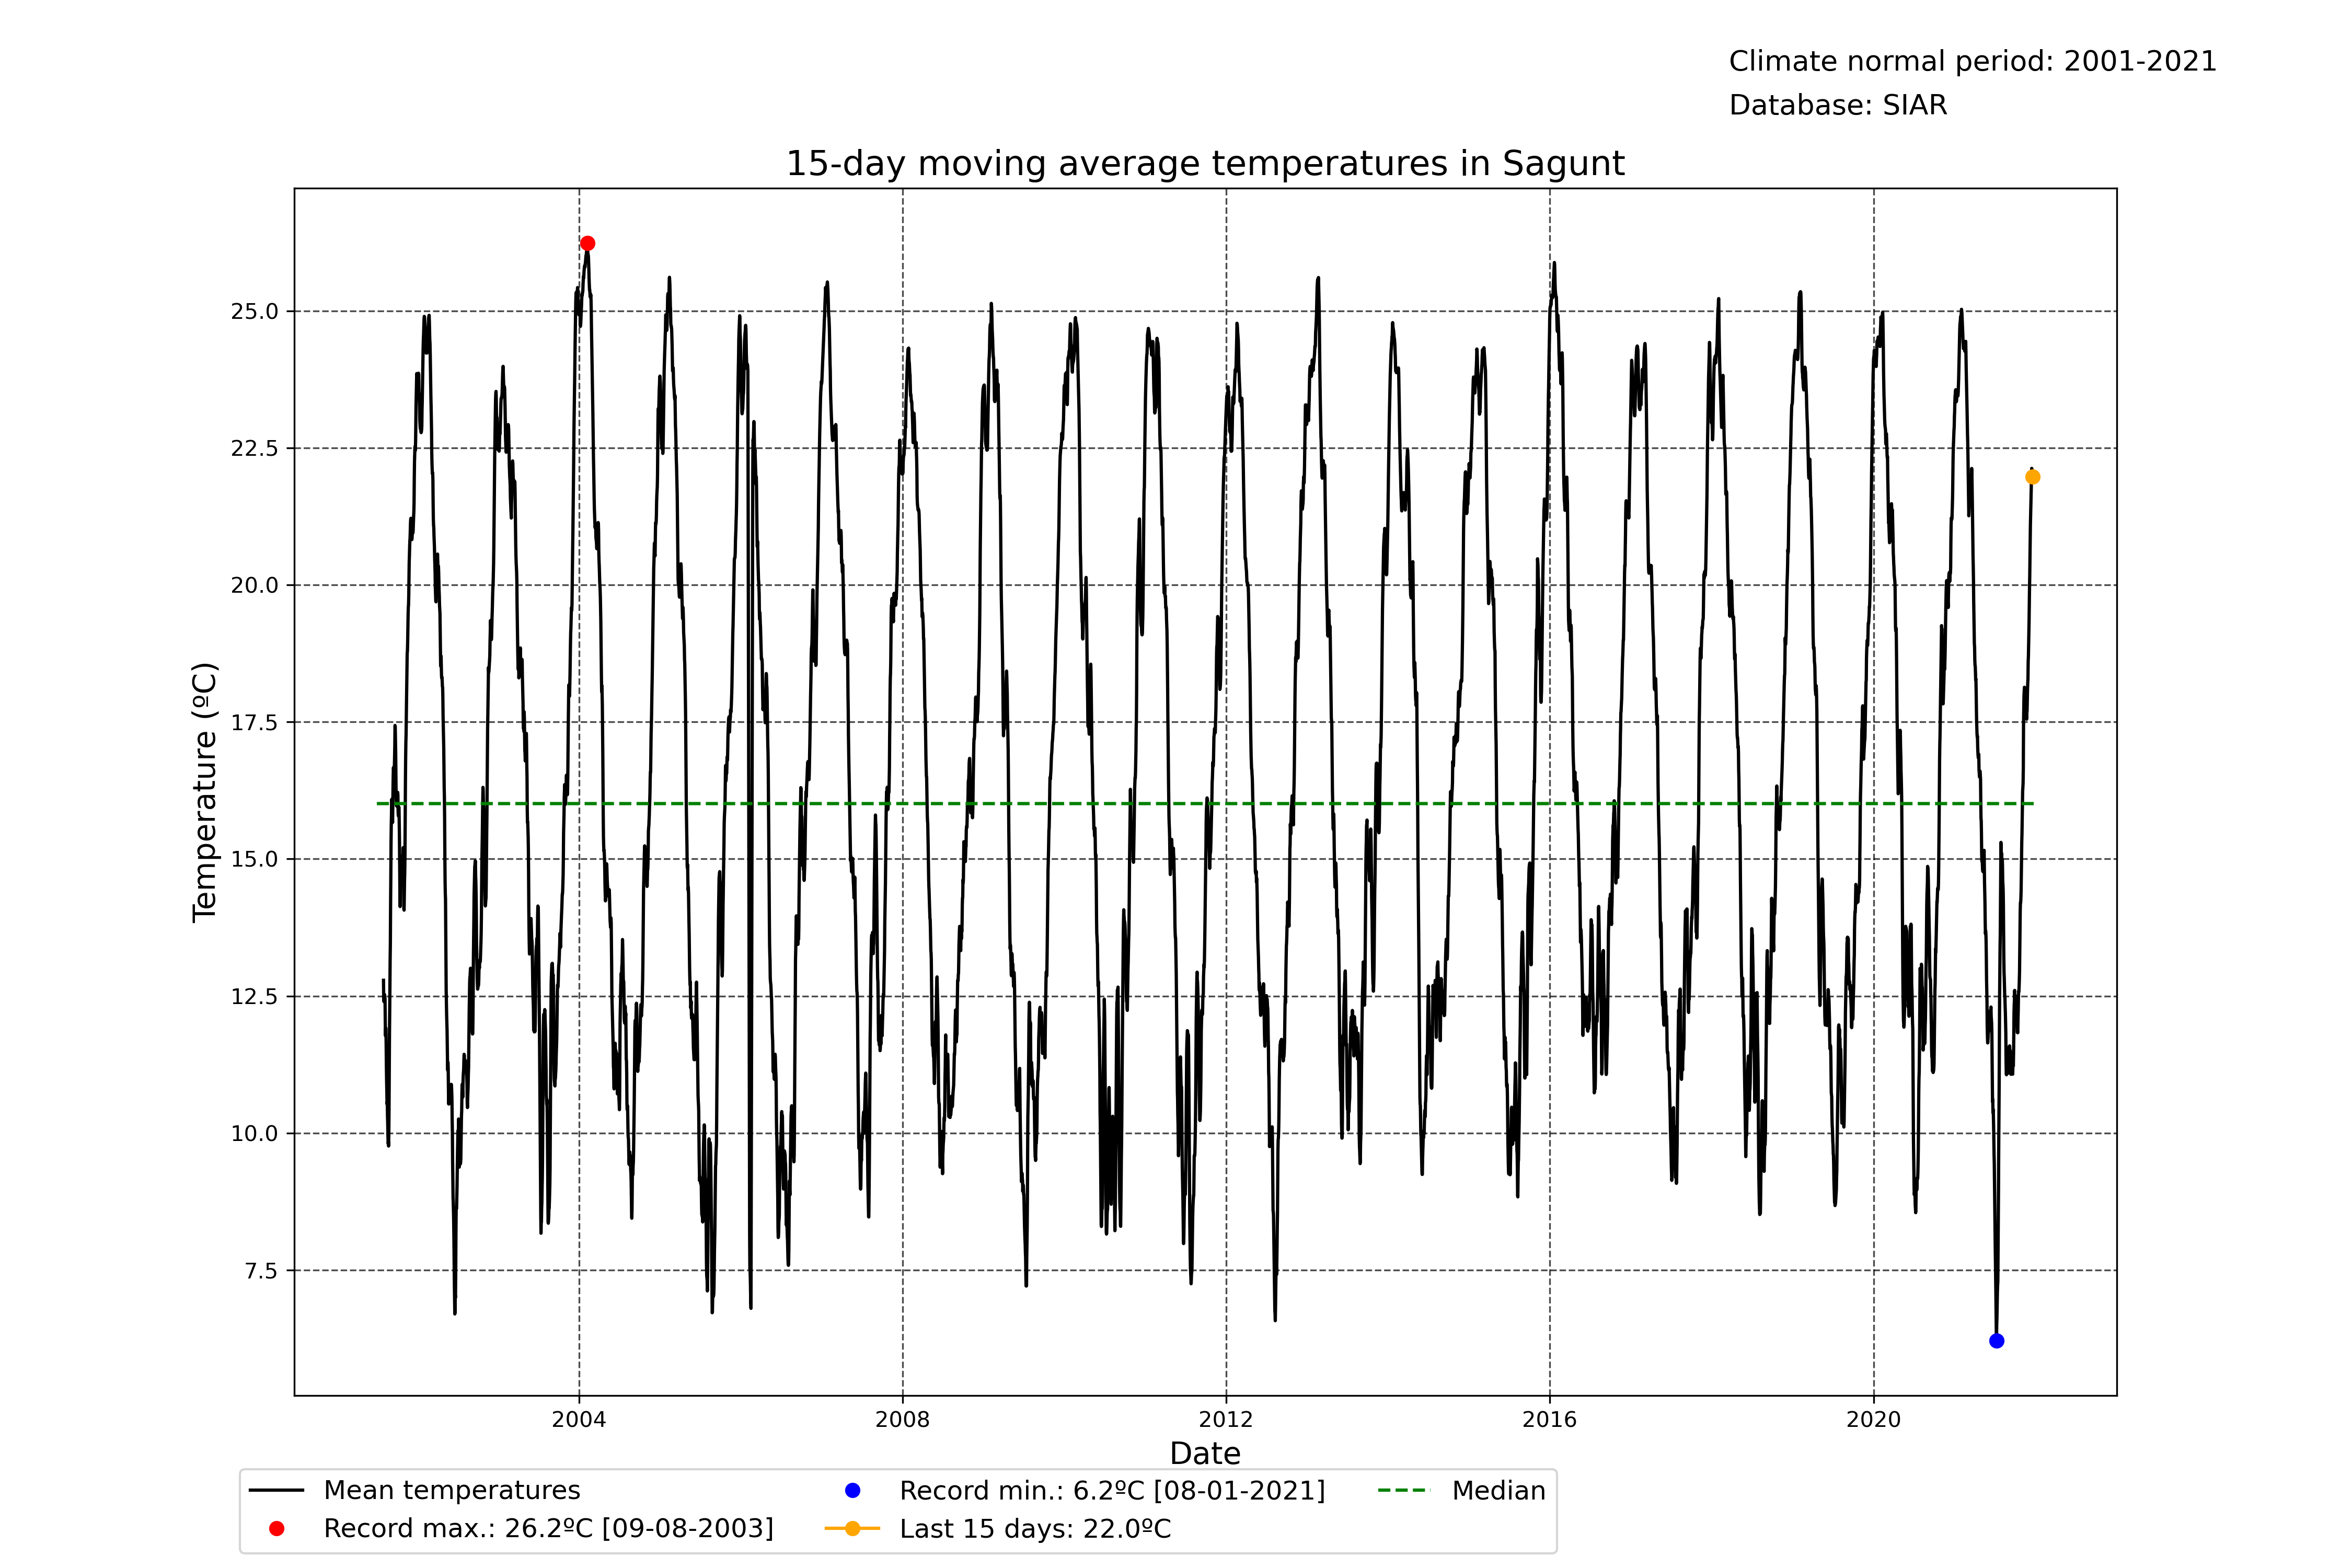 Climate normal period: 2001-2021
Database: SIAR
15-day moving average temperatures in Sagunt
25.0
22.5
20.0
17.5
15.0
12.5
10.0
7.5
Temperature (ºC)
2004 2008 2012 2016 2020
Date
Mean temperatures
Record max.: 26.2ºC [09-08-2003]
Record min.: 6.2ºC [08-01-2021]
Last 15 days: 22.0ºC
Median